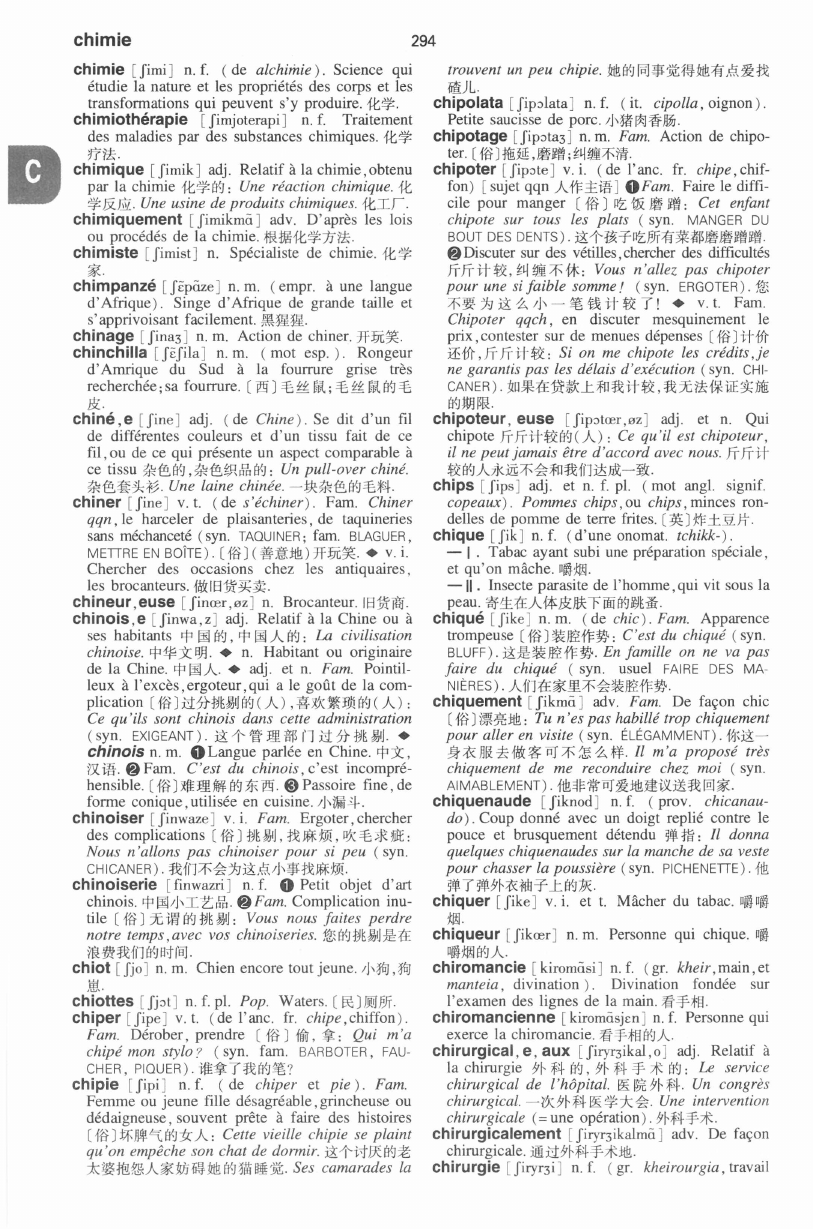 chimie
294
chimie [ʃimi] n. f. (de alchimie). Science qui
étudie la nature et les propriétés des corps et les
transformations qui peuvent s'y produire. 化学.
chimiothérapie [ʃimjoterapi] n. f. Traitement
des maladies par des substances chimiques. 化学
疗法.
C
chimique [ʃimik] adj. Relatif à la chimie,obtenu
par la chimie 化学的: Une réaction chimique. 化
学反应. Une usine de produits chimiques. 化工厂.
chimiquement [ʃimikmɑ̃] adv. D'après les lois
ou procédés de la chimie. 根据化学方法.
chimiste [ʃimist] n. Spécialiste de chimie. 化学
家.
chimpanzé [ʃɛ̃pɑ̃ze] n. m. (empr. à une langue
d'Afrique). Singe d'Afrique de grande taille et
s'apprivoisant facilement. 黑猩猩.
chinage [ʃinaʒ] n. m. Action de chiner. 开玩笑.
chinchilla [ʃɛ̃ʃila] n. m. (mot esp.). Rongeur
d'Amrique du Sud à la fourrure grise très
recherchée;sa fourrure. 〔西〕毛丝鼠;毛丝鼠的毛
皮.
chiné,e [ʃine] adj. (de Chine). Se dit d'un fil
de différentes couleurs et d'un tissu fait de ce
fil,ou de ce qui présente un aspect comparable à
ce tissu 杂色的,杂色织品的: Un pull-over chiné.
杂色套头衫. Une laine chinée. 一块杂色的毛料.
chiner [ʃine] v. t. (de s'échiner). Fam. Chiner
qqn, le harceler de plaisanteries, de taquineries
sans méchanceté (syn. TAQUINER; fam. BLAGUER,
METTRE EN BOÎTE). 〔俗〕(善意地)开玩笑. ◆ v. i.
Chercher des occasions chez les antiquaires,
les brocanteurs. 做旧货买卖.
chineur,euse [ʃinœr,øz] n. Brocanteur. 旧货商.
chinois,e [ʃinwa,z] adj. Relatif à la Chine ou à
ses habitants 中国的,中国人的: La civilisation
chinoise. 中华文明. ◆ n. Habitant ou originaire
de la Chine. 中国人. ◆ adj. et n. Fam. Pointil-
leux à l'excès,ergoteur,qui a le goût de la com-
plication 〔俗〕过分挑剔的(人),喜欢繁琐的(人):
Ce qu'ils sont chinois dans cette administration
(syn. EXIGEANT). 这个管理部门过分挑剔. ◆
chinois n. m. ❶Langue parlée en Chine. 中文,
汉语. ❷Fam. C'est du chinois,c'est incompré-
hensible. 〔俗〕难理解的东西. ❸Passoire fine,de
forme conique,utilisée en cuisine. 小漏斗.
chinoiser [ʃinwaze] v. i. Fam. Ergoter,chercher
des complications 〔俗〕挑剔,找麻烦,吹毛求疵:
Nous n'allons pas chinoiser pour si peu (syn.
CHICANER). 我们不会为这点小事找麻烦.
chinoiserie [finwazri] n. f. ❶ Petit objet d'art
chinois. 中国小工艺品. ❷Fam. Complication inu-
tile 〔俗〕无谓的挑剔: Vous nous faites perdre
notre temps,avec vos chinoiseries. 您的挑剔是在
浪费我们的时间.
chiot [ʃjo] n. m. Chien encore tout jeune. 小狗,狗
崽.
chiottes [ʃjɔt] n. f. pl. Pop. Waters. 〔民〕厕所.
chiper [ʃipe] v. t. (de l'anc. fr. chipe,chiffon).
Fam. Dérober, prendre 〔俗〕偷, 拿: Qui m'a
chipé mon stylo? (syn. fam. BARBOTER, FAU-
CHER, PIQUER). 谁拿了我的笔?
chipie [ʃipi] n. f. (de chiper et pie). Fam.
Femme ou jeune fille désagréable,grincheuse ou
dédaigneuse, souvent prête à faire des histoires
〔俗〕坏脾气的女人: Cette vieille chipie se plaint
qu'on empêche son chat de dormir. 这个讨厌的老
太婆抱怨人家妨碍她的猫睡觉. Ses camarades la
trouvent un peu chipie. 她的同事觉得她有点爱找
碴儿.
chipolata [ʃipɔlata] n. f. (it. cipolla, oignon).
Petite saucisse de porc. 小猪肉香肠.
chipotage [ʃipɔtaʒ] n. m. Fam. Action de chipo-
ter.〔俗〕拖延,磨蹭;纠缠不清.
chipoter [ʃipɔte] v. i. (de l'anc. fr. chipe,chif-
fon) [sujet qqn 人作主语] ❶Fam. Faire le diffi-
cile pour manger 〔俗〕吃饭磨蹭: Cet enfant
chipote sur tous les plats (syn. MANGER DU
BOUT DES DENTS). 这个孩子吃所有菜都磨磨蹭蹭.
❷Discuter sur des vétilles,chercher des difficultés
斤斤计较,纠缠不休: Vous n'allez pas chipoter
pour une si faible somme! (syn. ERGOTER). 您
不要为这么小一笔钱计较了! ◆ v. t. Fam.
Chipoter qqch, en discuter mesquinement le
prix,contester sur de menues dépenses 〔俗〕计价
还价,斤斤计较: Si on me chipote les crédits,je
ne garantis pas les délais d'exécution (syn. CHI-
CANER). 如果在贷款上和我计较,我无法保证实施
的期限.
chipoteur, euse [ʃipɔtœr,øz] adj. et n. Qui
chipote 斤斤计较的(人): Ce qu'il est chipoteur,
il ne peut jamais être d'accord avec nous. 斤斤计
较的人永远不会和我们达成一致.
chips [ʃips] adj. et n. f. pl. (mot angl. signif.
copeaux). Pommes chips,ou chips,minces ron-
delles de pomme de terre frites. 〔英〕炸土豆片.
chique [ʃik] n. f. (d'une onomat. tchikk-).
— I. Tabac ayant subi une préparation spéciale,
et qu'on mâche. 嚼烟.
— II. Insecte parasite de l'homme,qui vit sous la
peau. 寄生在人体皮肤下面的跳蚤.
chiqué [ʃike] n. m. (de chic). Fam. Apparence
trompeuse 〔俗〕装腔作势: C'est du chiqué (syn.
BLUFF). 这是装腔作势. En famille on ne va pas
faire du chiqué (syn. usuel FAIRE DES MA-
NIÈRES). 人们在家里不会装腔作势.
chiquement [ʃikmɑ̃] adv. Fam. De façon chic
〔俗〕漂亮地: Tu n'es pas habillé trop chiquement
pour aller en visite (syn. ÉLÉGAMMENT). 你这一
身衣服去做客可不怎么样. Il m'a proposé très
chiquement de me reconduire chez moi (syn.
AIMABLEMENT). 他非常可爱地建议送我回家.
chiquenaude [ʃiknod] n. f. (prov. chicanau-
do). Coup donné avec un doigt replié contre le
pouce et brusquement détendu 弹指: Il donna
quelques chiquenaudes sur la manche de sa veste
pour chasser la poussière (syn. PICHENETTE). 他
弹了弹外衣袖子上的灰.
chiquer [ʃike] v. i. et t. Mâcher du tabac. 嚼嚼
烟.
chiqueur [ʃikœr] n. m. Personne qui chique. 嚼
嚼烟的人.
chiromancie [kiromɑ̃si] n. f. (gr. kheir,main,et
manteia, divination). Divination fondée sur
l'examen des lignes de la main. 看手相.
chiromancienne [kiromɑ̃sjɛn] n. f. Personne qui
exerce la chiromancie. 看手相的人.
chirurgical, e, aux [ʃiryrʒikal,o] adj. Relatif à
la chirurgie 外科的,外科手术的: Le service
chirurgical de l'hôpital. 医院外科. Un congrès
chirurgical. 一次外科医学大会. Une intervention
chirurgicale (=une opération). 外科手术.
chirurgicalement [ʃiryrʒikalmɑ̃] adv. De façon
chirurgicale. 通过外科手术地.
chirurgie [ʃiryrʒi] n. f. (gr. kheirourgia, travail